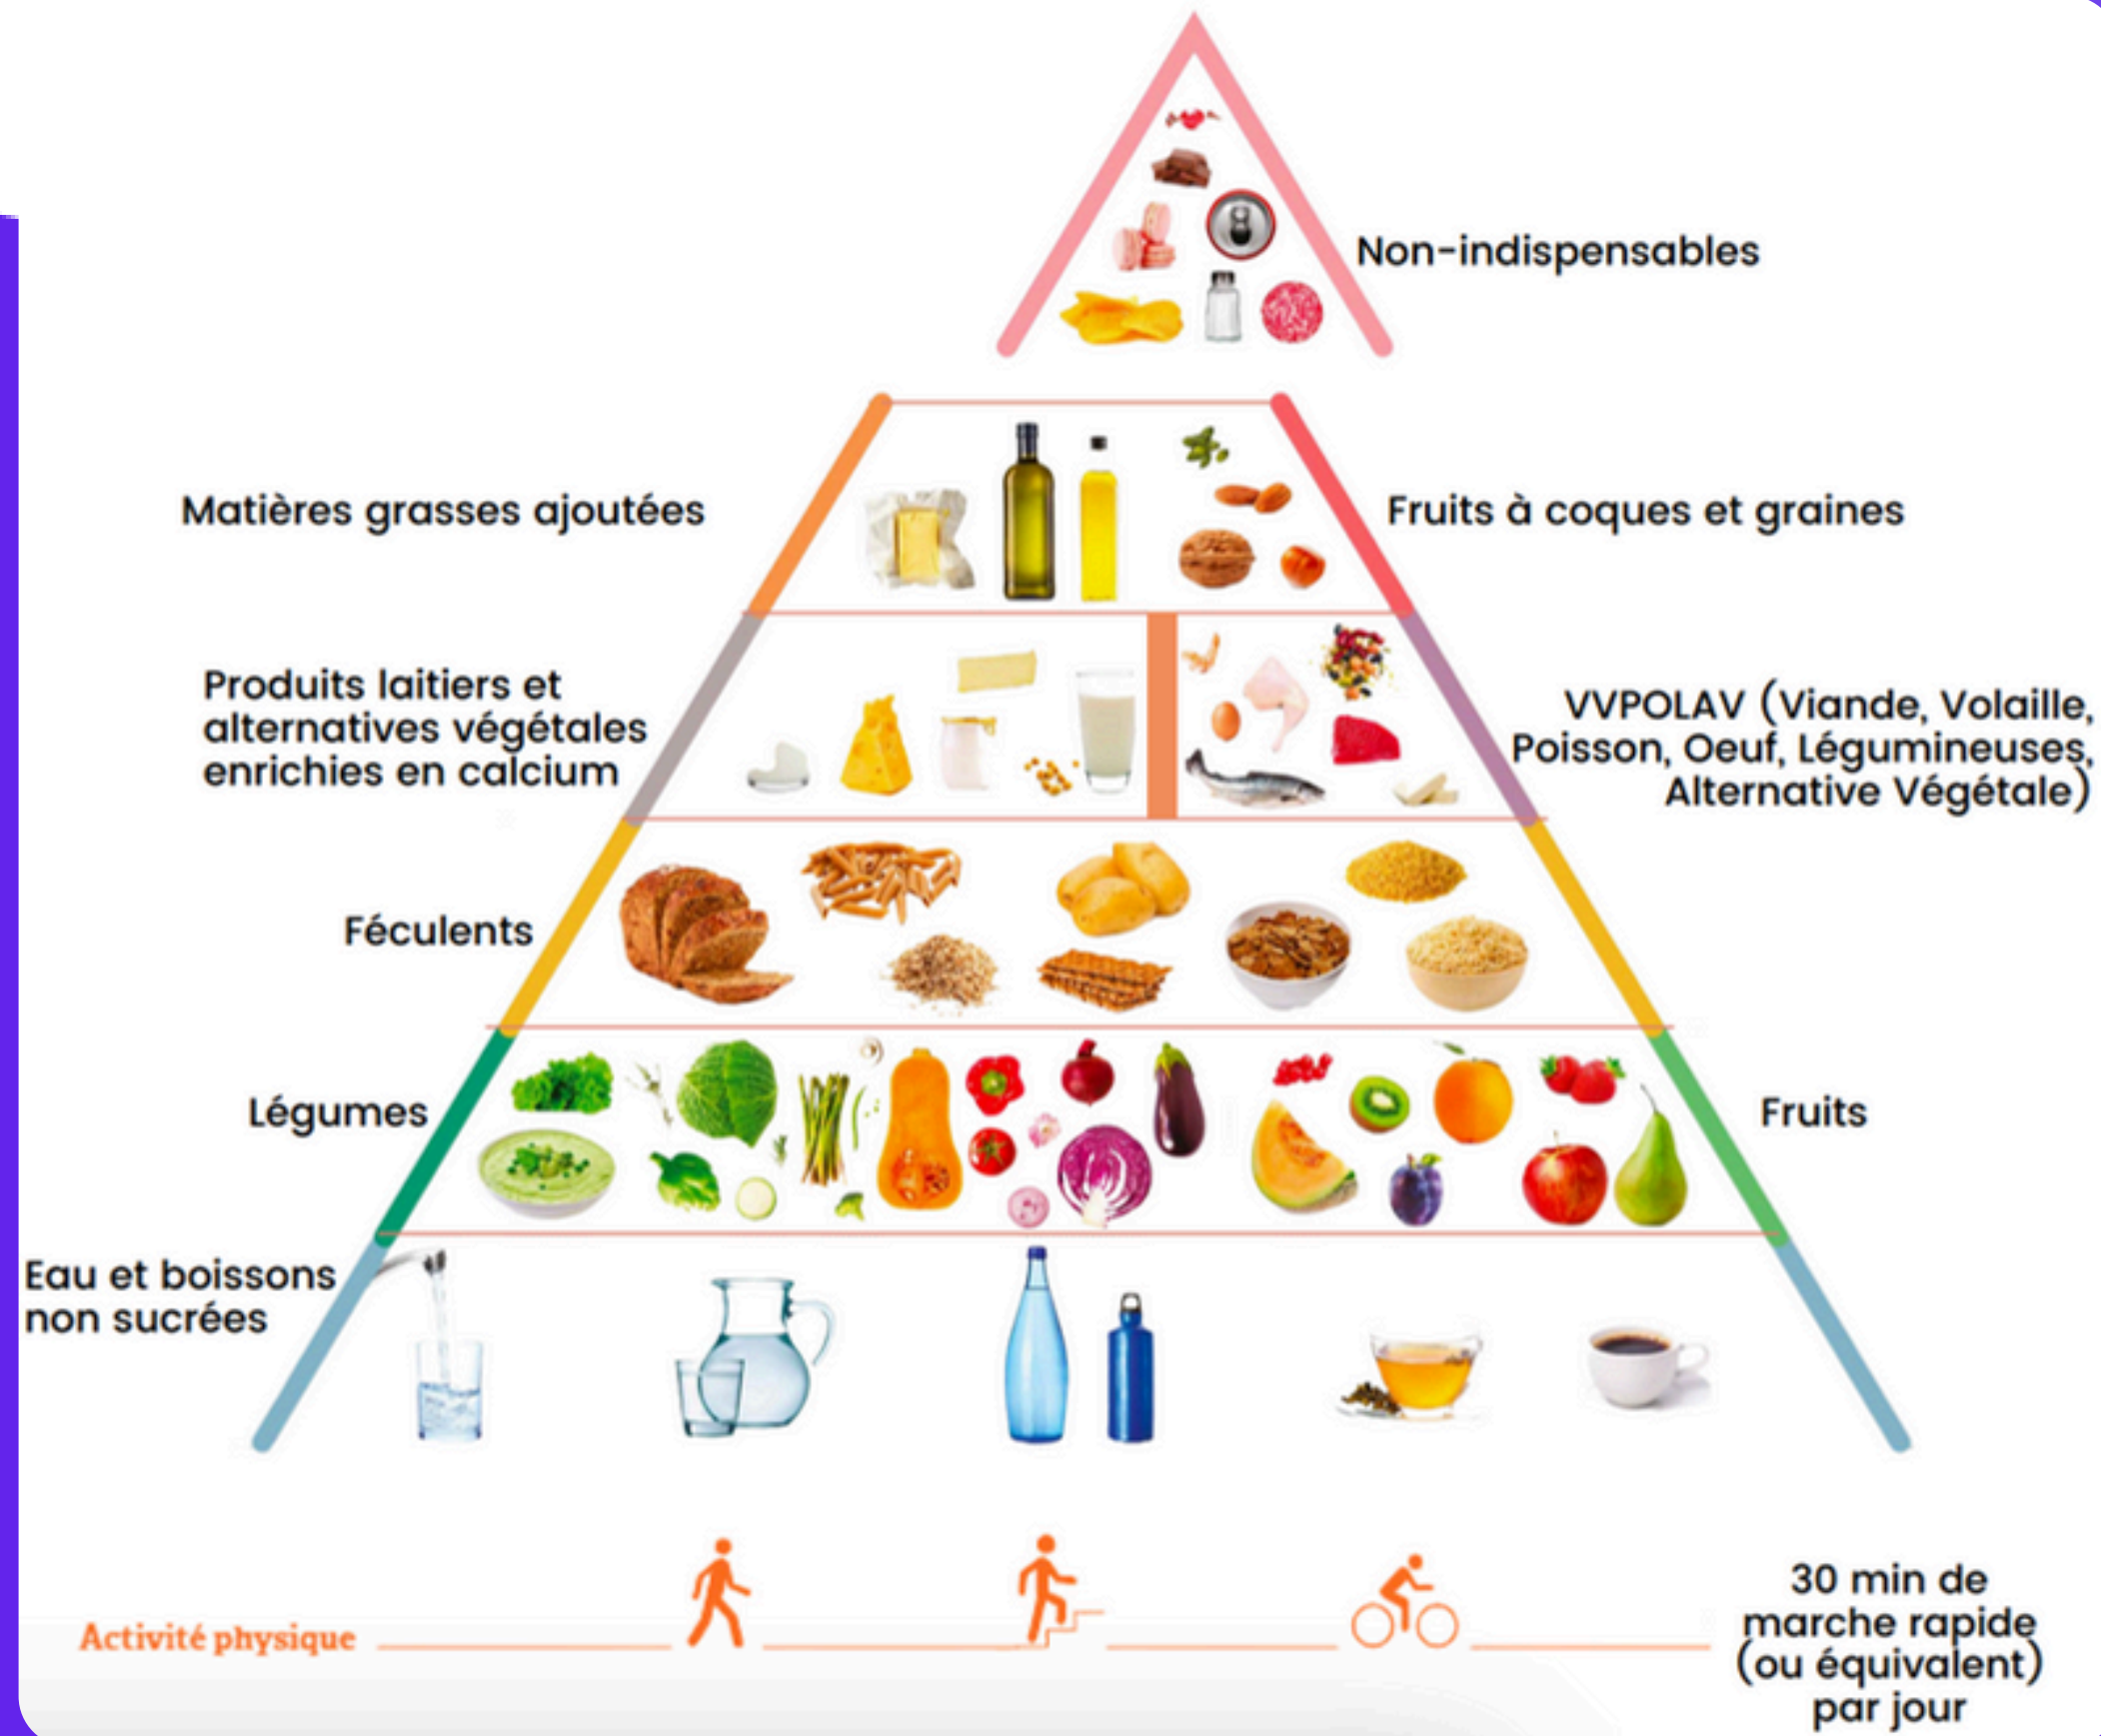 Non-indispensables
Matières grasses ajoutées
Fruits à coques et graines
Produits laitiers et
alternatives végétales
enrichies en calcium
VVPOLAV (Viande, Volaille,
Poisson, Oeuf, Légumineuses,
Alternative Végétale)
Féculents
Légumes
Fruits
Eau et boissons
non sucrées
Activité physique
30 min de
marche rapide
(ou équivalent)
par jour